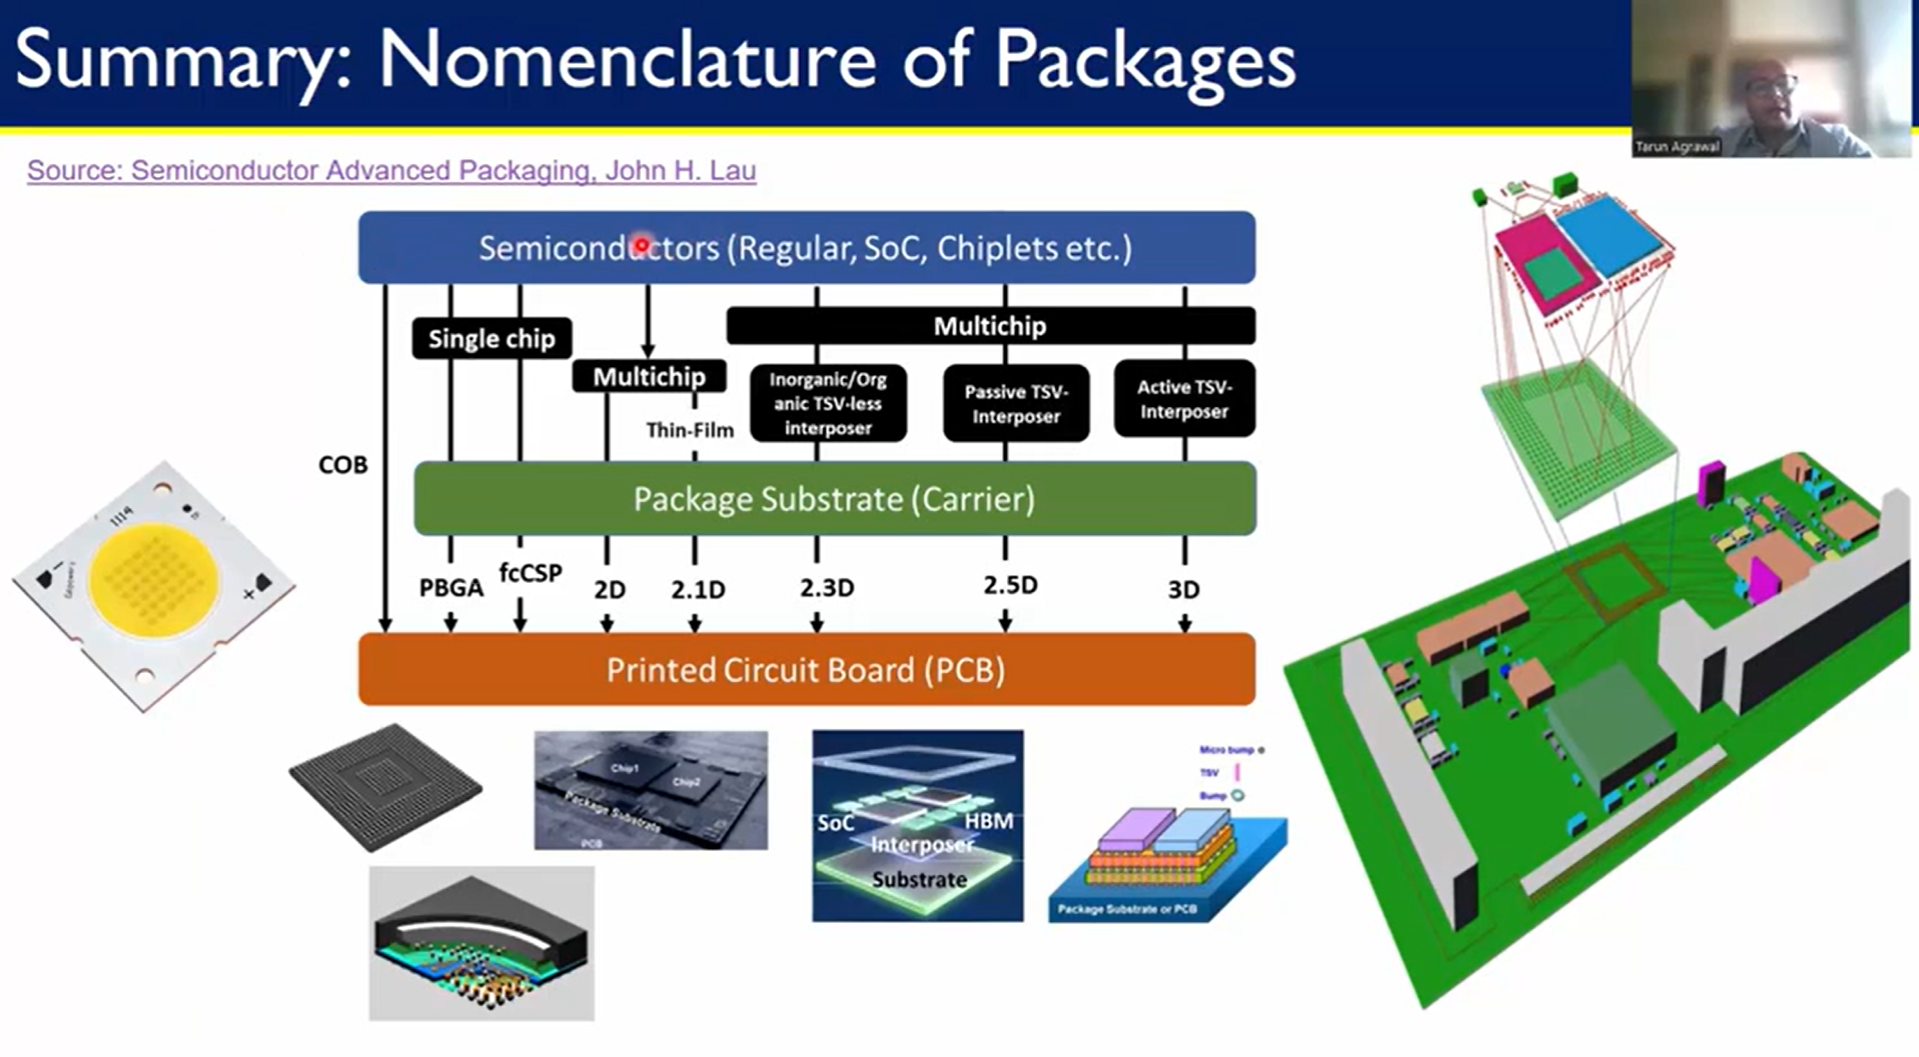 Summary: Nomenclature of Packages
Tarun Agrawal
Source: Semiconductor Advanced Packaging, John H. Lau
Semiconductors (Regular, SoC, Chiplets etc.)
Single chip
Multichip
Multichip
Thin-Film
Inorganic/Org
anic TSV-less
interposer
Passive TSV-
Interposer
Active TSV-
Interposer
COB
Package Substrate (Carrier)
PBGA
fcCSP
2D
2.1D
2.3D
2.5D
3D
Printed Circuit Board (PCB)
1114
Chip1
Chip2
Package Substrate
PCB
SoC
HBM
Interposer
Substrate
Micro bump
TSV
Bump
Package Substrate or PCB